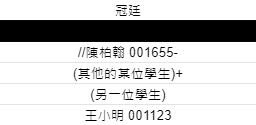 冠廷
//陳柏翰 001655-
(其他的某位學生)+
(另一位學生)
王小明 001123